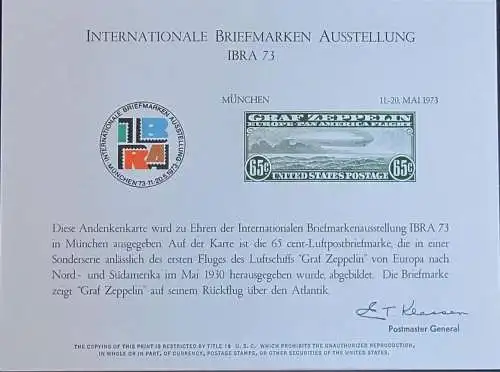 INTERNATIONALE BRIEFMARKEN AUSSTELLUNG
IBRA 73
MÜNCHEN 11.-20. MAI 1973
INTERNATIONALE BRIEFMARKEN AUSSTELLUNG
IBRA
MÜNCHEN '73·11.-20.5.1973
GRAF ZEPPELIN
EUROPE-PAN AMERICA FLIGHT
65¢ 65¢
UNITED STATES POSTAGE
Diese Andenkenkarte wird zu Ehren der Internationalen Briefmarkenausstellung IBRA 73
in München ausgegeben. Auf der Karte ist die 65 cent-Luftpostbriefmarke, die in einer
Sonderserie anlässlich des ersten Fluges des Luftschiffs "Graf Zeppelin" von Europa nach
Nord- und Südamerika im Mai 1930 herausgegeben wurde, abgebildet. Die Briefmarke
zeigt "Graf Zeppelin" auf seinem Rückflug über den Atlantik.
E T Klassen
Postmaster General
THE COPYING OF THIS PRINT IS RESTRICTED BY TITLE 18 U. S. C. WHICH PROHIBITS THE UNAUTHORIZED REPRODUCTION,
IN WHOLE OR IN PART, OF CURRENCY, POSTAGE STAMPS, OR OTHER SECURITIES OF THE UNITED STATES.